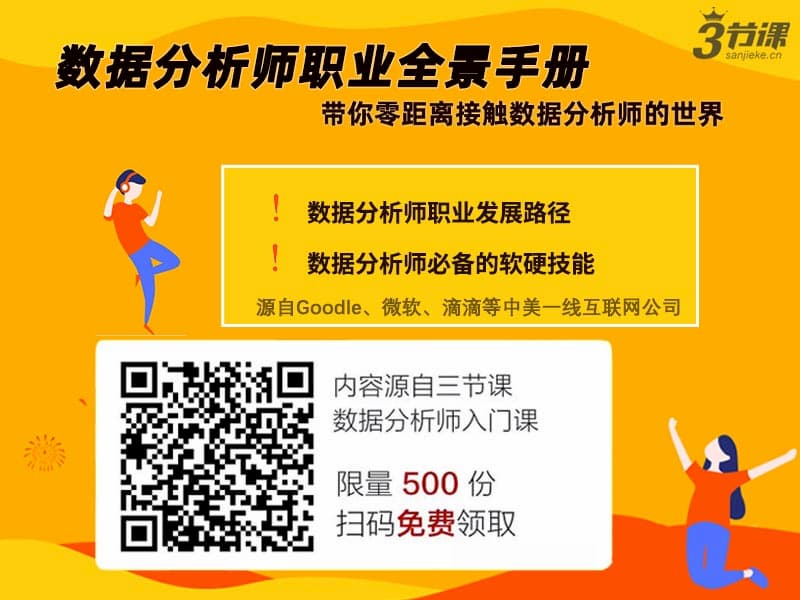 3节课
sanjieke.cn
数据分析师职业全景手册
带你零距离接触数据分析师的世界
! 数据分析师职业发展路径
! 数据分析师必备的软硬技能
源自Goodle、微软、滴滴等中美一线互联网公司
内容源自三节课
数据分析师入门课
限量 500 份
扫码免费领取